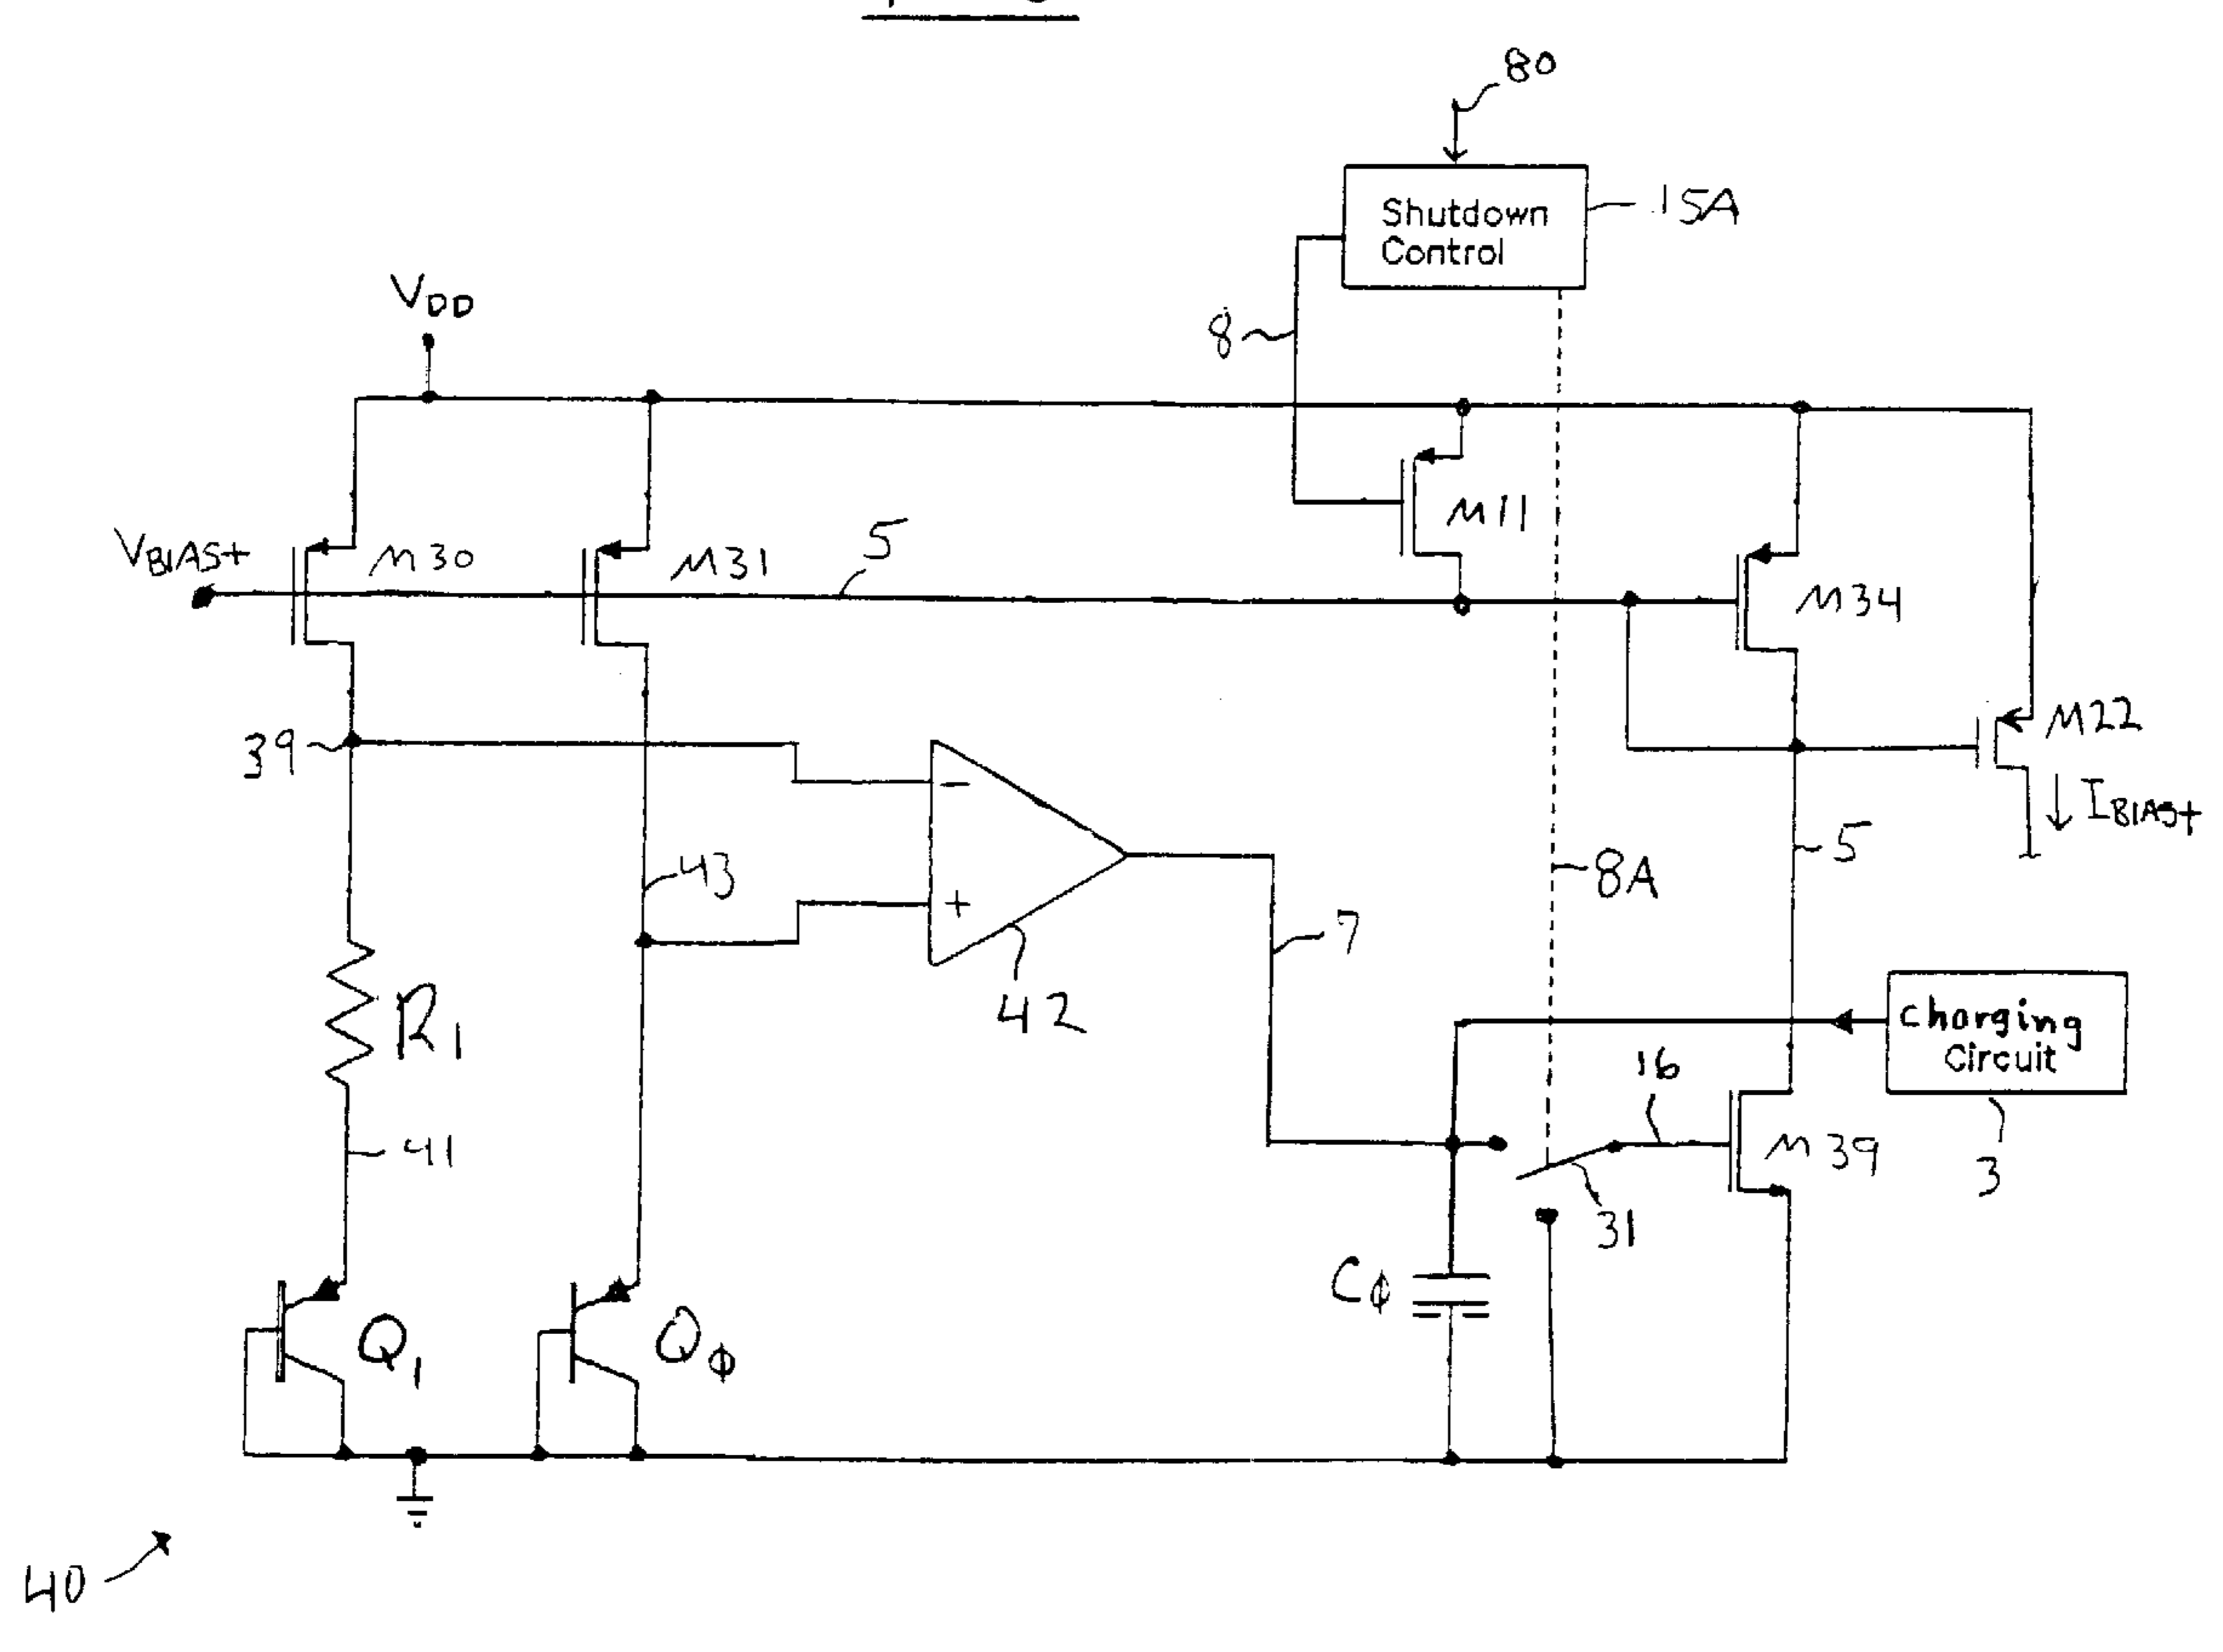 80
Shutdown
Control
15A
8
VDD
VBIAS+
M30
M31
5
M11
M34
M22
IBIAS+
39
−
+
43
42
7
8A
5
Charging
Circuit
3
R1
41
16
M39
31
Q1
QΦ
CΦ
40